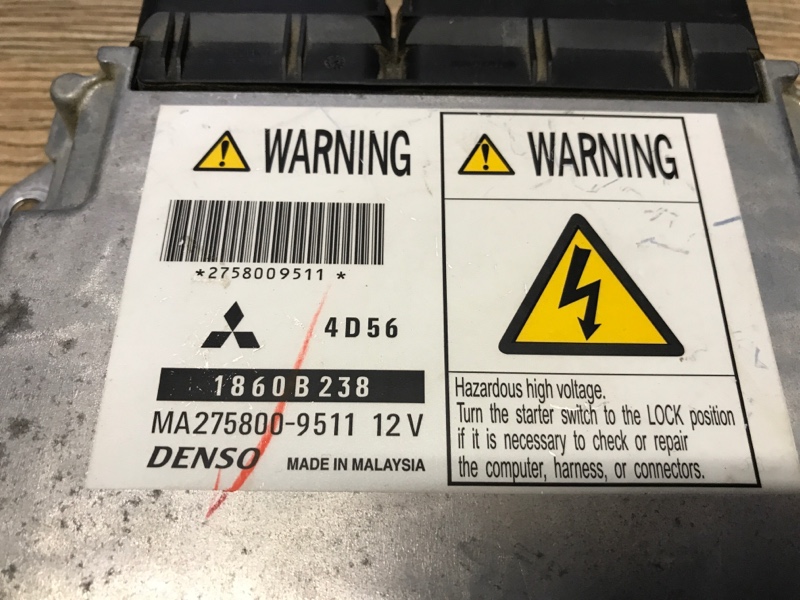 WARNING
*2758009511*
4D56
1860B238
MA275800-9511 12V
DENSO MADE IN MALAYSIA
WARNING
Hazardous high voltage.
Turn the starter switch to the LOCK position
if it is necessary to check or repair
the computer, harness, or connectors.